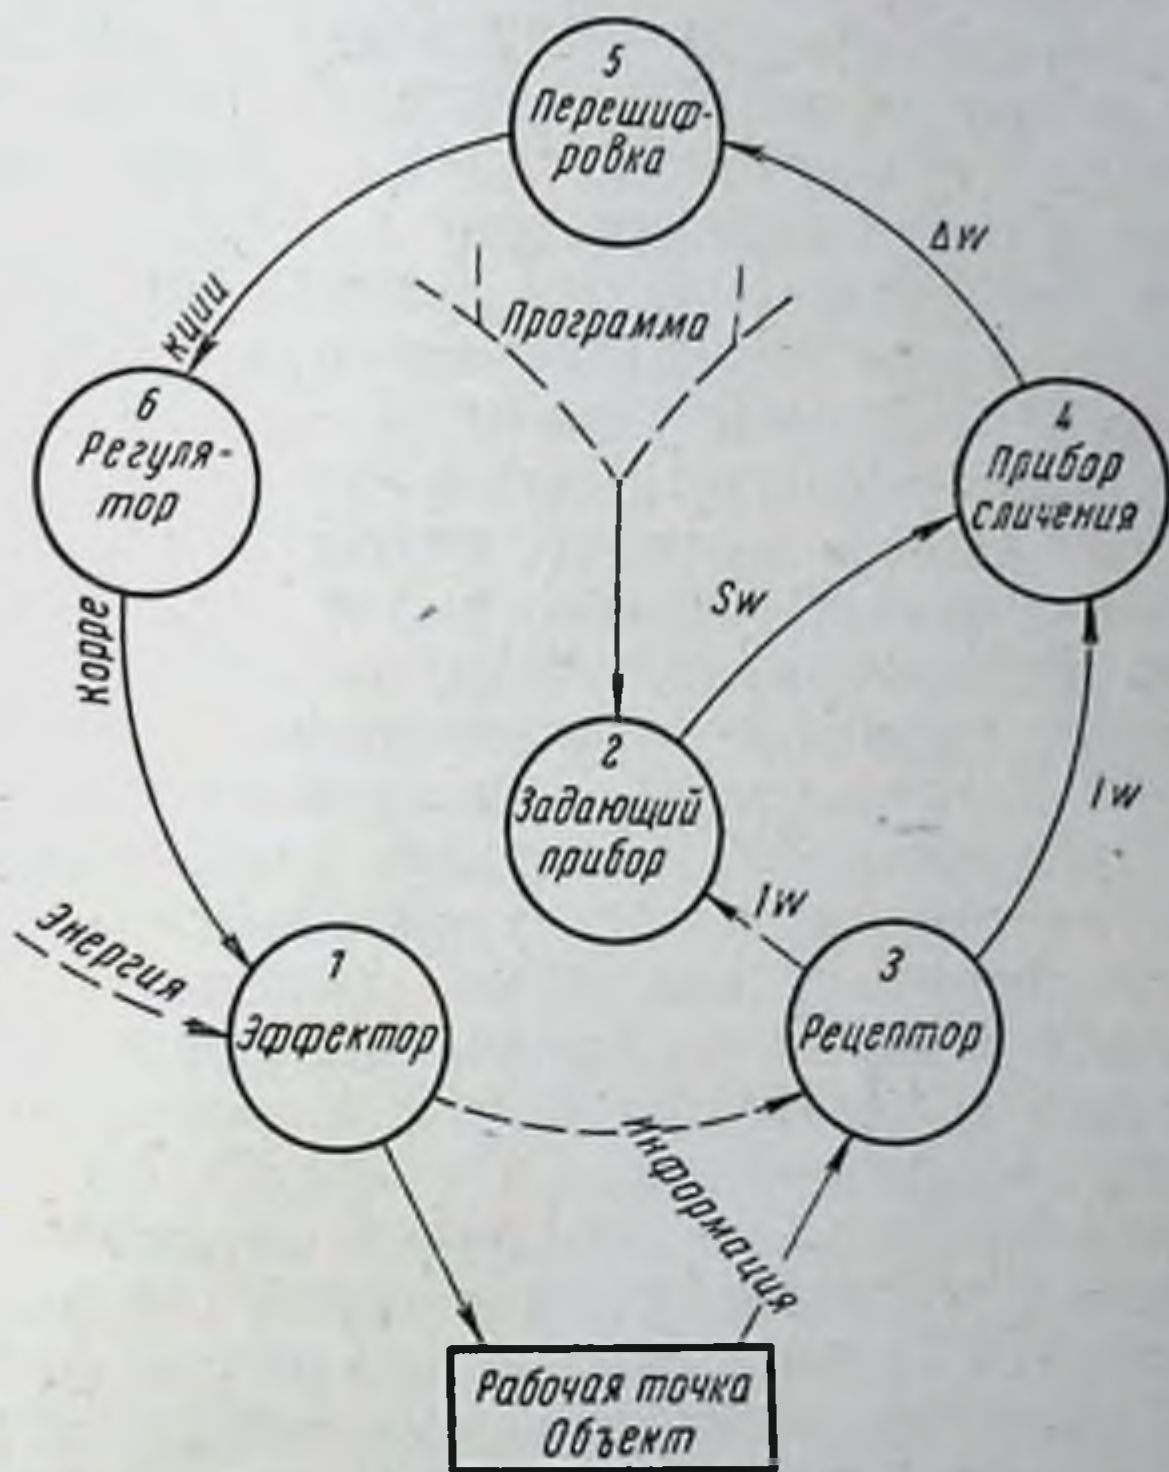 5
Перешиф-
ровка
Δw
кции
Программа
6
Регуля-
тор
4
Прибор
сличения
Sw
Корре
2
Задающий
прибор
Iw
Iw
Энергия
1
Эффектор
3
Рецептор
Информация
Рабочая точка
Объект